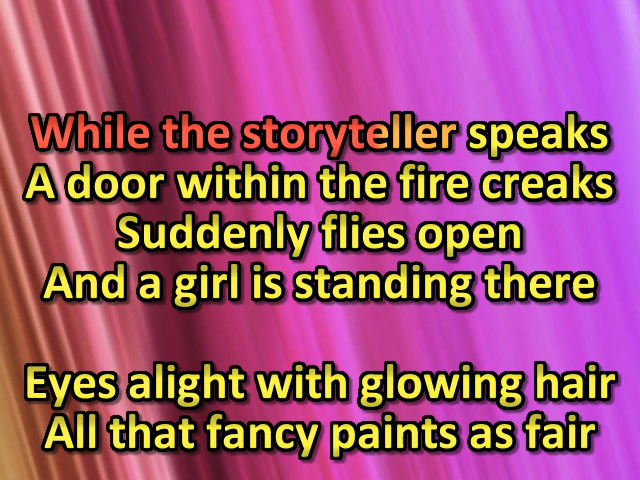 While the storyteller speaks
A door within the fire creaks
Suddenly flies open
And a girl is standing there
Eyes alight with glowing hair
All that fancy paints as fair